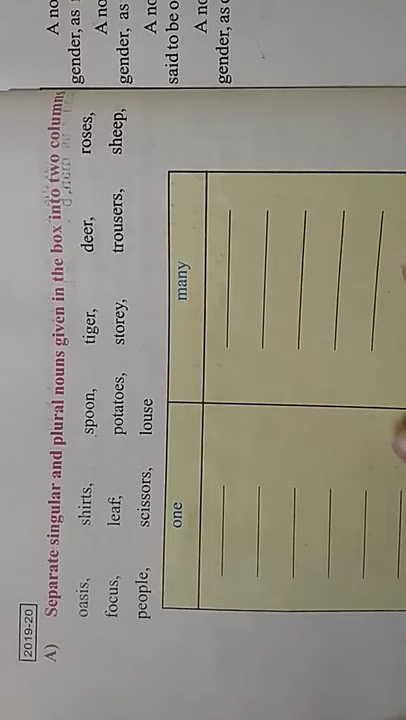 2019-20
A) Separate singular and plural nouns given in the box into two columns
oasis, shirts, spoon, tiger, deer, roses,
focus, leaf, potatoes, storey, trousers, sheep,
people, scissors, louse
one many
A no
gender, as
A no
gender, as
A no
said to be o
A no
gender, as